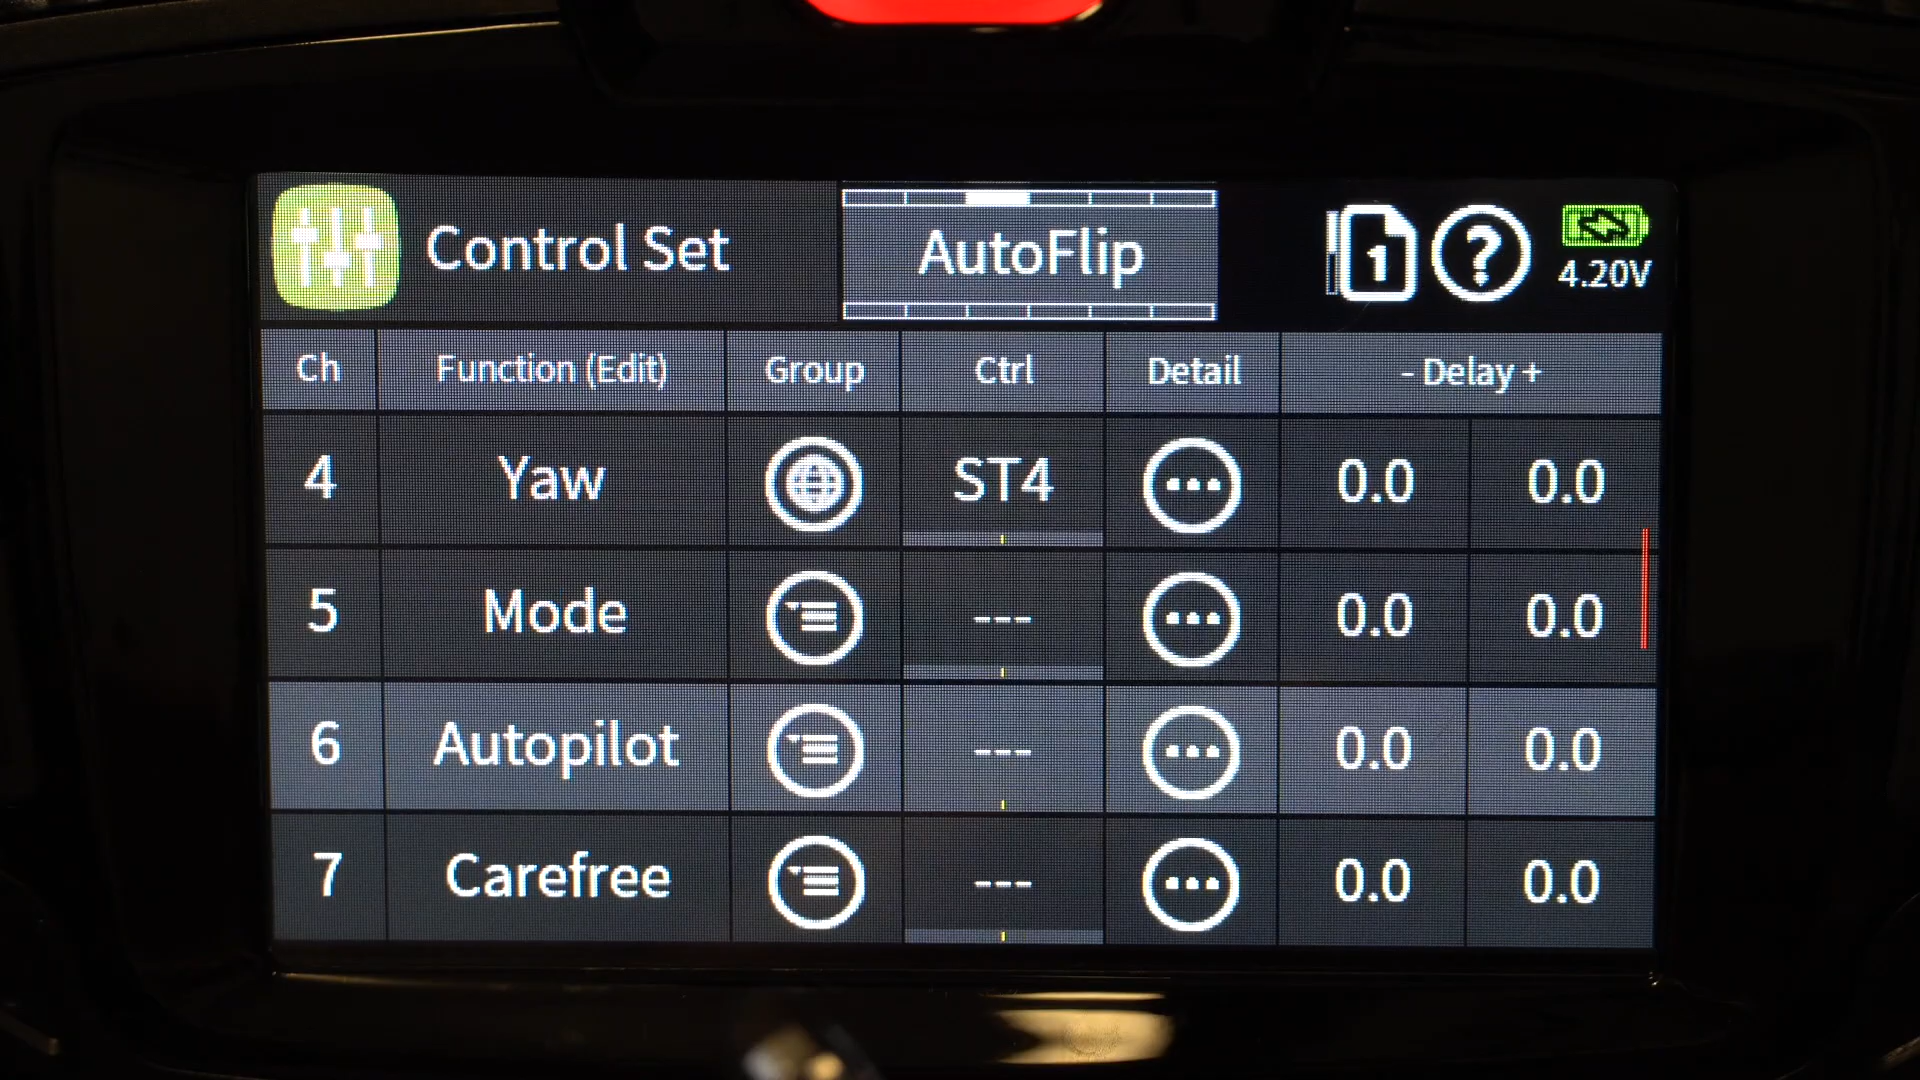 Control Set AutoFlip 1 ? 4.20V
Ch Function (Edit) Group Ctrl Detail - Delay +
4 Yaw ST4 ... 0.0 0.0
5 Mode --- ... 0.0 0.0
6 Autopilot --- ... 0.0 0.0
7 Carefree --- ... 0.0 0.0